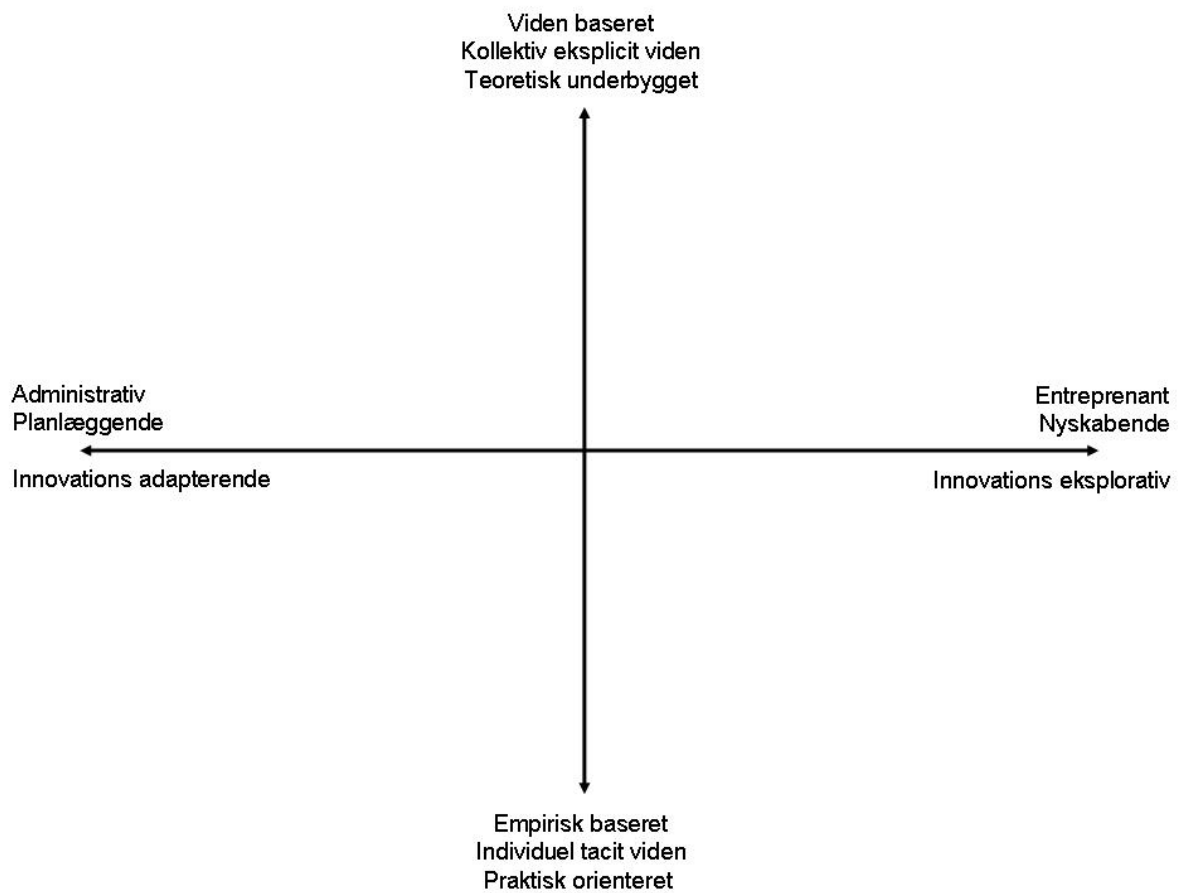 Viden baseret
Kollektiv eksplicit viden
Teoretisk underbygget
Administrativ
Planlæggende
Entreprenant
Nyskabende
Innovations adapterende
Innovations eksplorativ
Empirisk baseret
Individuel tacit viden
Praktisk orienteret